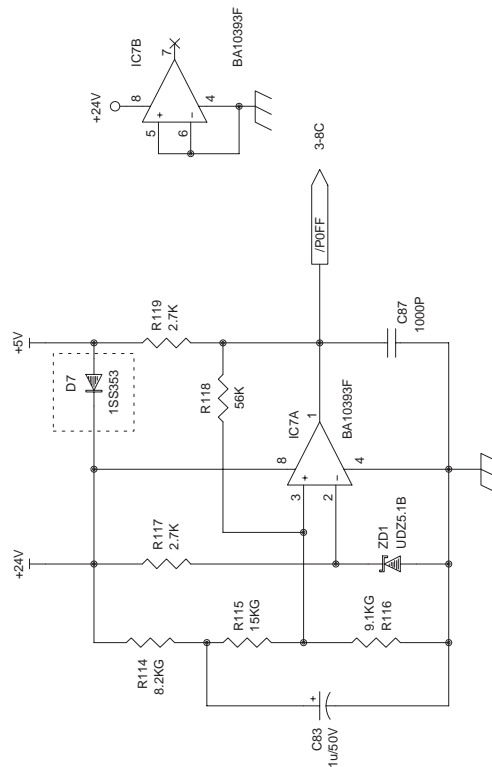 +24V
8
IC7B
7
5
+
6
-
4
BA10393F
3-8C
/P0FF
+5V
D7
1SS353
R119
2.7K
R118
56K
C87
1000P
IC7A
1
BA10393F
8
3
+
2
-
4
+24V
R117
2.7K
ZD1
UDZ5.1B
R114
8.2KG
R115
15KG
9.1KG
R116
+
C83
1u/50V